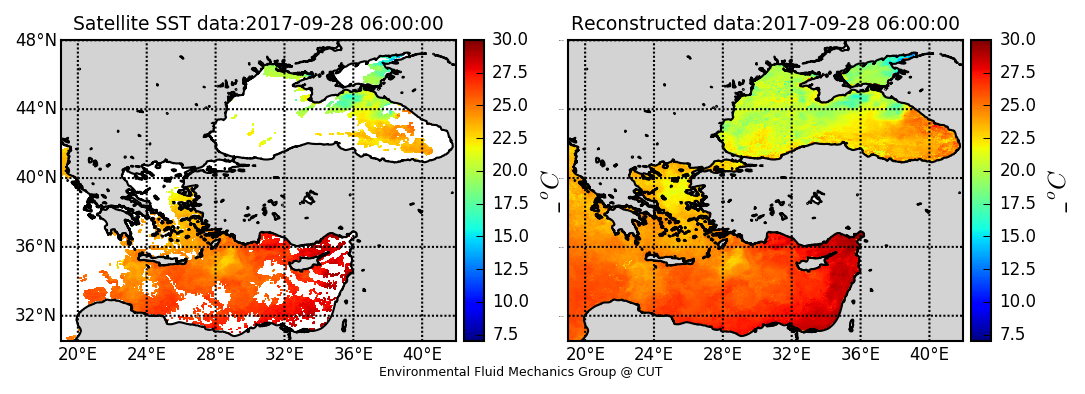 Satellite SST data:2017-09-28 06:00:00
48°N
44°N
40°N
36°N
32°N
20°E 24°E 28°E 32°E 36°E 40°E
30.0
27.5
25.0
22.5
20.0
17.5
15.0
12.5
10.0
7.5
°C
Reconstructed data:2017-09-28 06:00:00
20°E 24°E 28°E 32°E 36°E 40°E
30.0
27.5
25.0
22.5
20.0
17.5
15.0
12.5
10.0
7.5
°C
Environmental Fluid Mechanics Group @ CUT